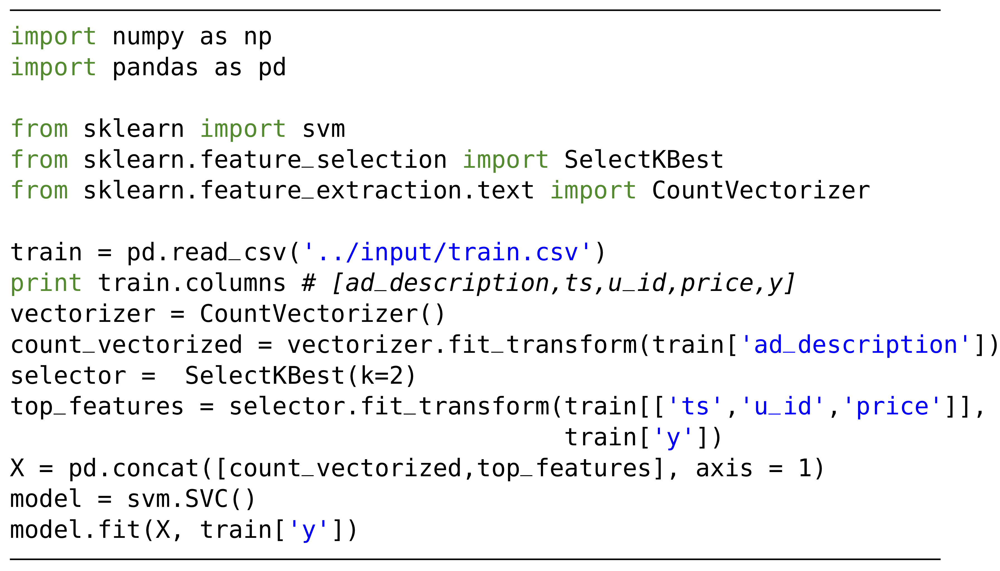 import numpy as np
import pandas as pd
from sklearn import svm
from sklearn.feature_selection import SelectKBest
from sklearn.feature_extraction.text import CountVectorizer
train = pd.read_csv('../input/train.csv')
print train.columns # [ad_description,ts,u_id,price,y]
vectorizer = CountVectorizer()
count_vectorized = vectorizer.fit_transform(train['ad_description'])
selector =  SelectKBest(k=2)
top_features = selector.fit_transform(train[['ts','u_id','price']],
                                      train['y'])
X = pd.concat([count_vectorized,top_features], axis = 1)
model = svm.SVC()
model.fit(X, train['y'])